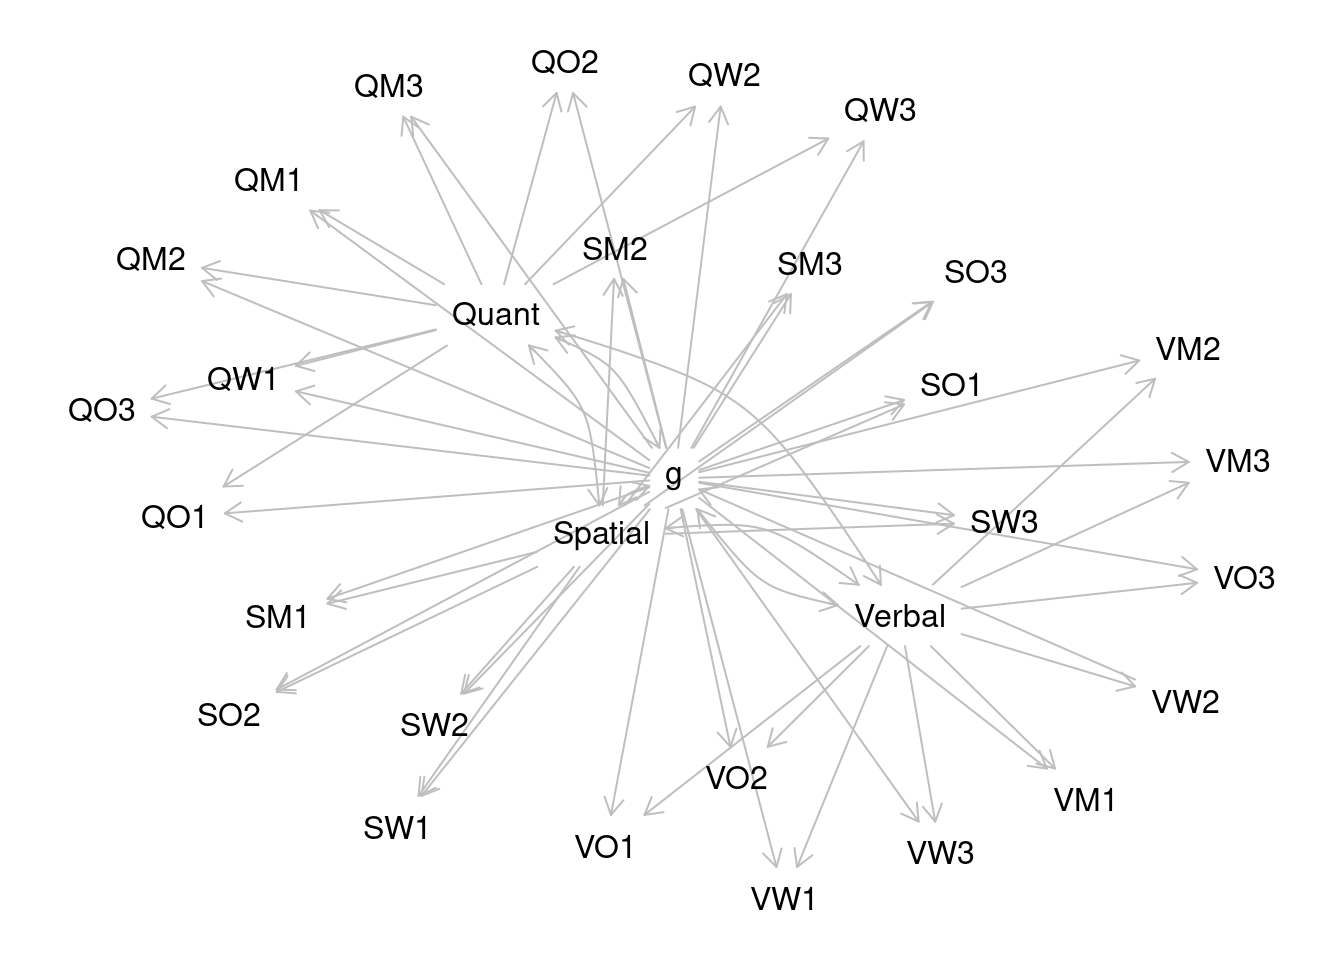 QO2
QW2
QM3
QW3
QM1
SM2
QM2
SM3
SO3
Quant
VM2
QW1
SO1
QO3
VM3
g
QO1
SW3
Spatial
VO3
SM1
Verbal
VW2
SO2
SW2
VO2
VM1
SW1
VO1
VW3
VW1